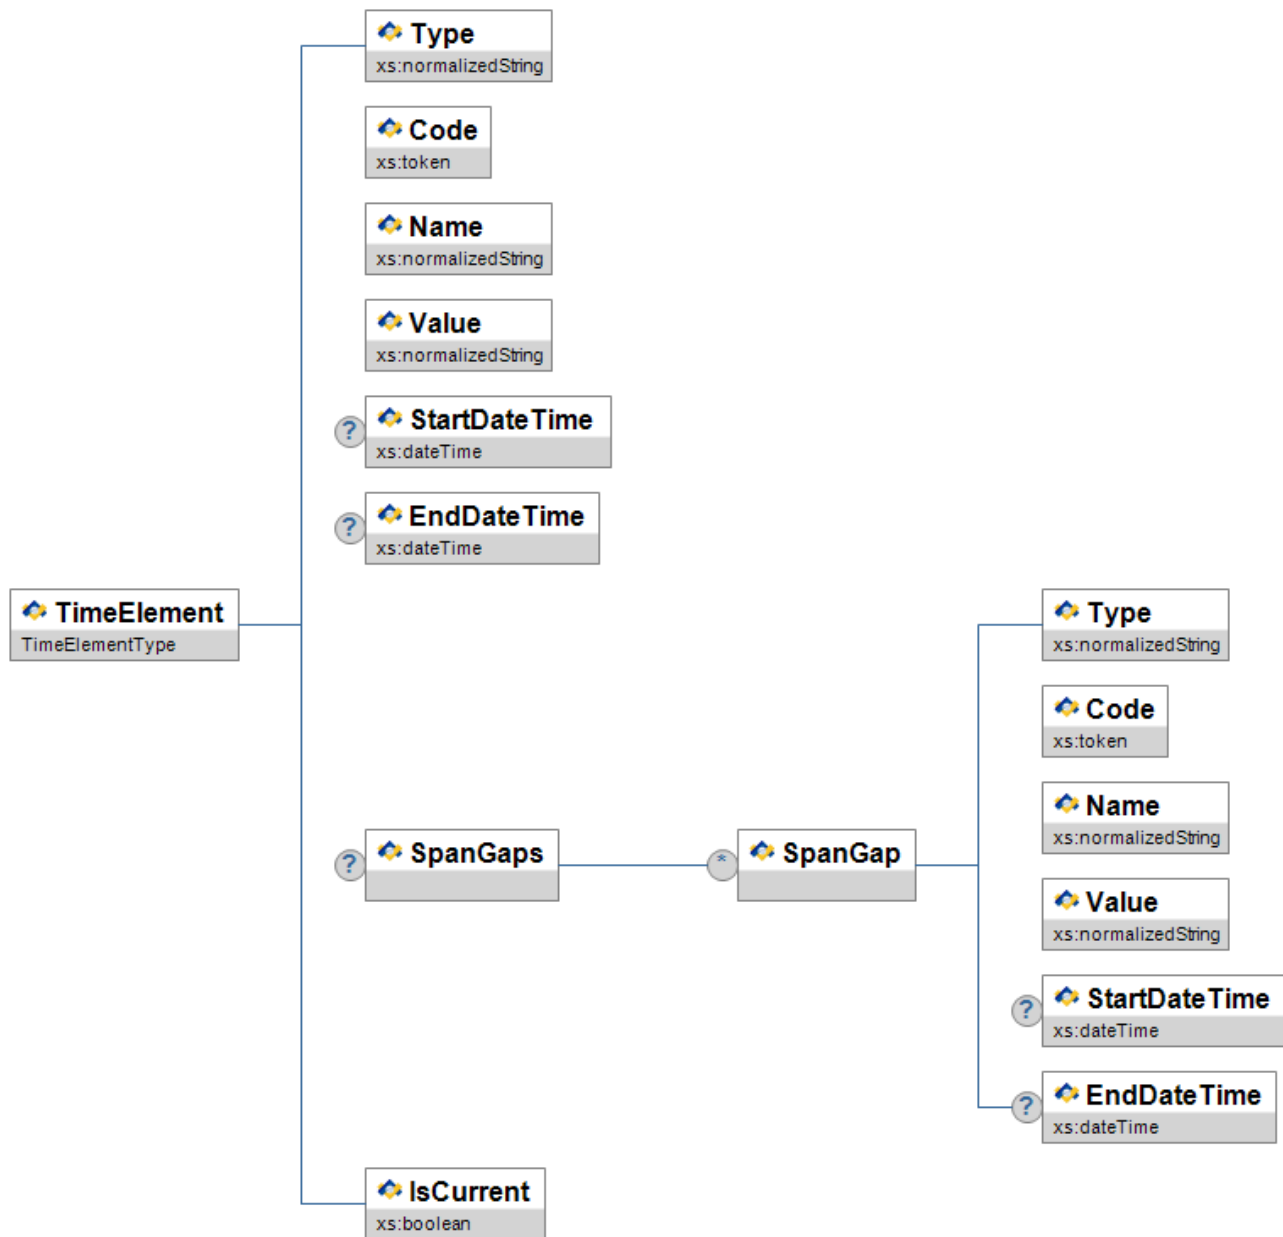 Type
xs:normalizedString
Code
xs:token
Name
xs:normalizedString
Value
xs:normalizedString
?
StartDateTime
xs:dateTime
?
EndDateTime
xs:dateTime
TimeElement
TimeElementType
?
SpanGaps
*
SpanGap
Type
xs:normalizedString
Code
xs:token
Name
xs:normalizedString
Value
xs:normalizedString
?
StartDateTime
xs:dateTime
?
EndDateTime
xs:dateTime
IsCurrent
xs:boolean